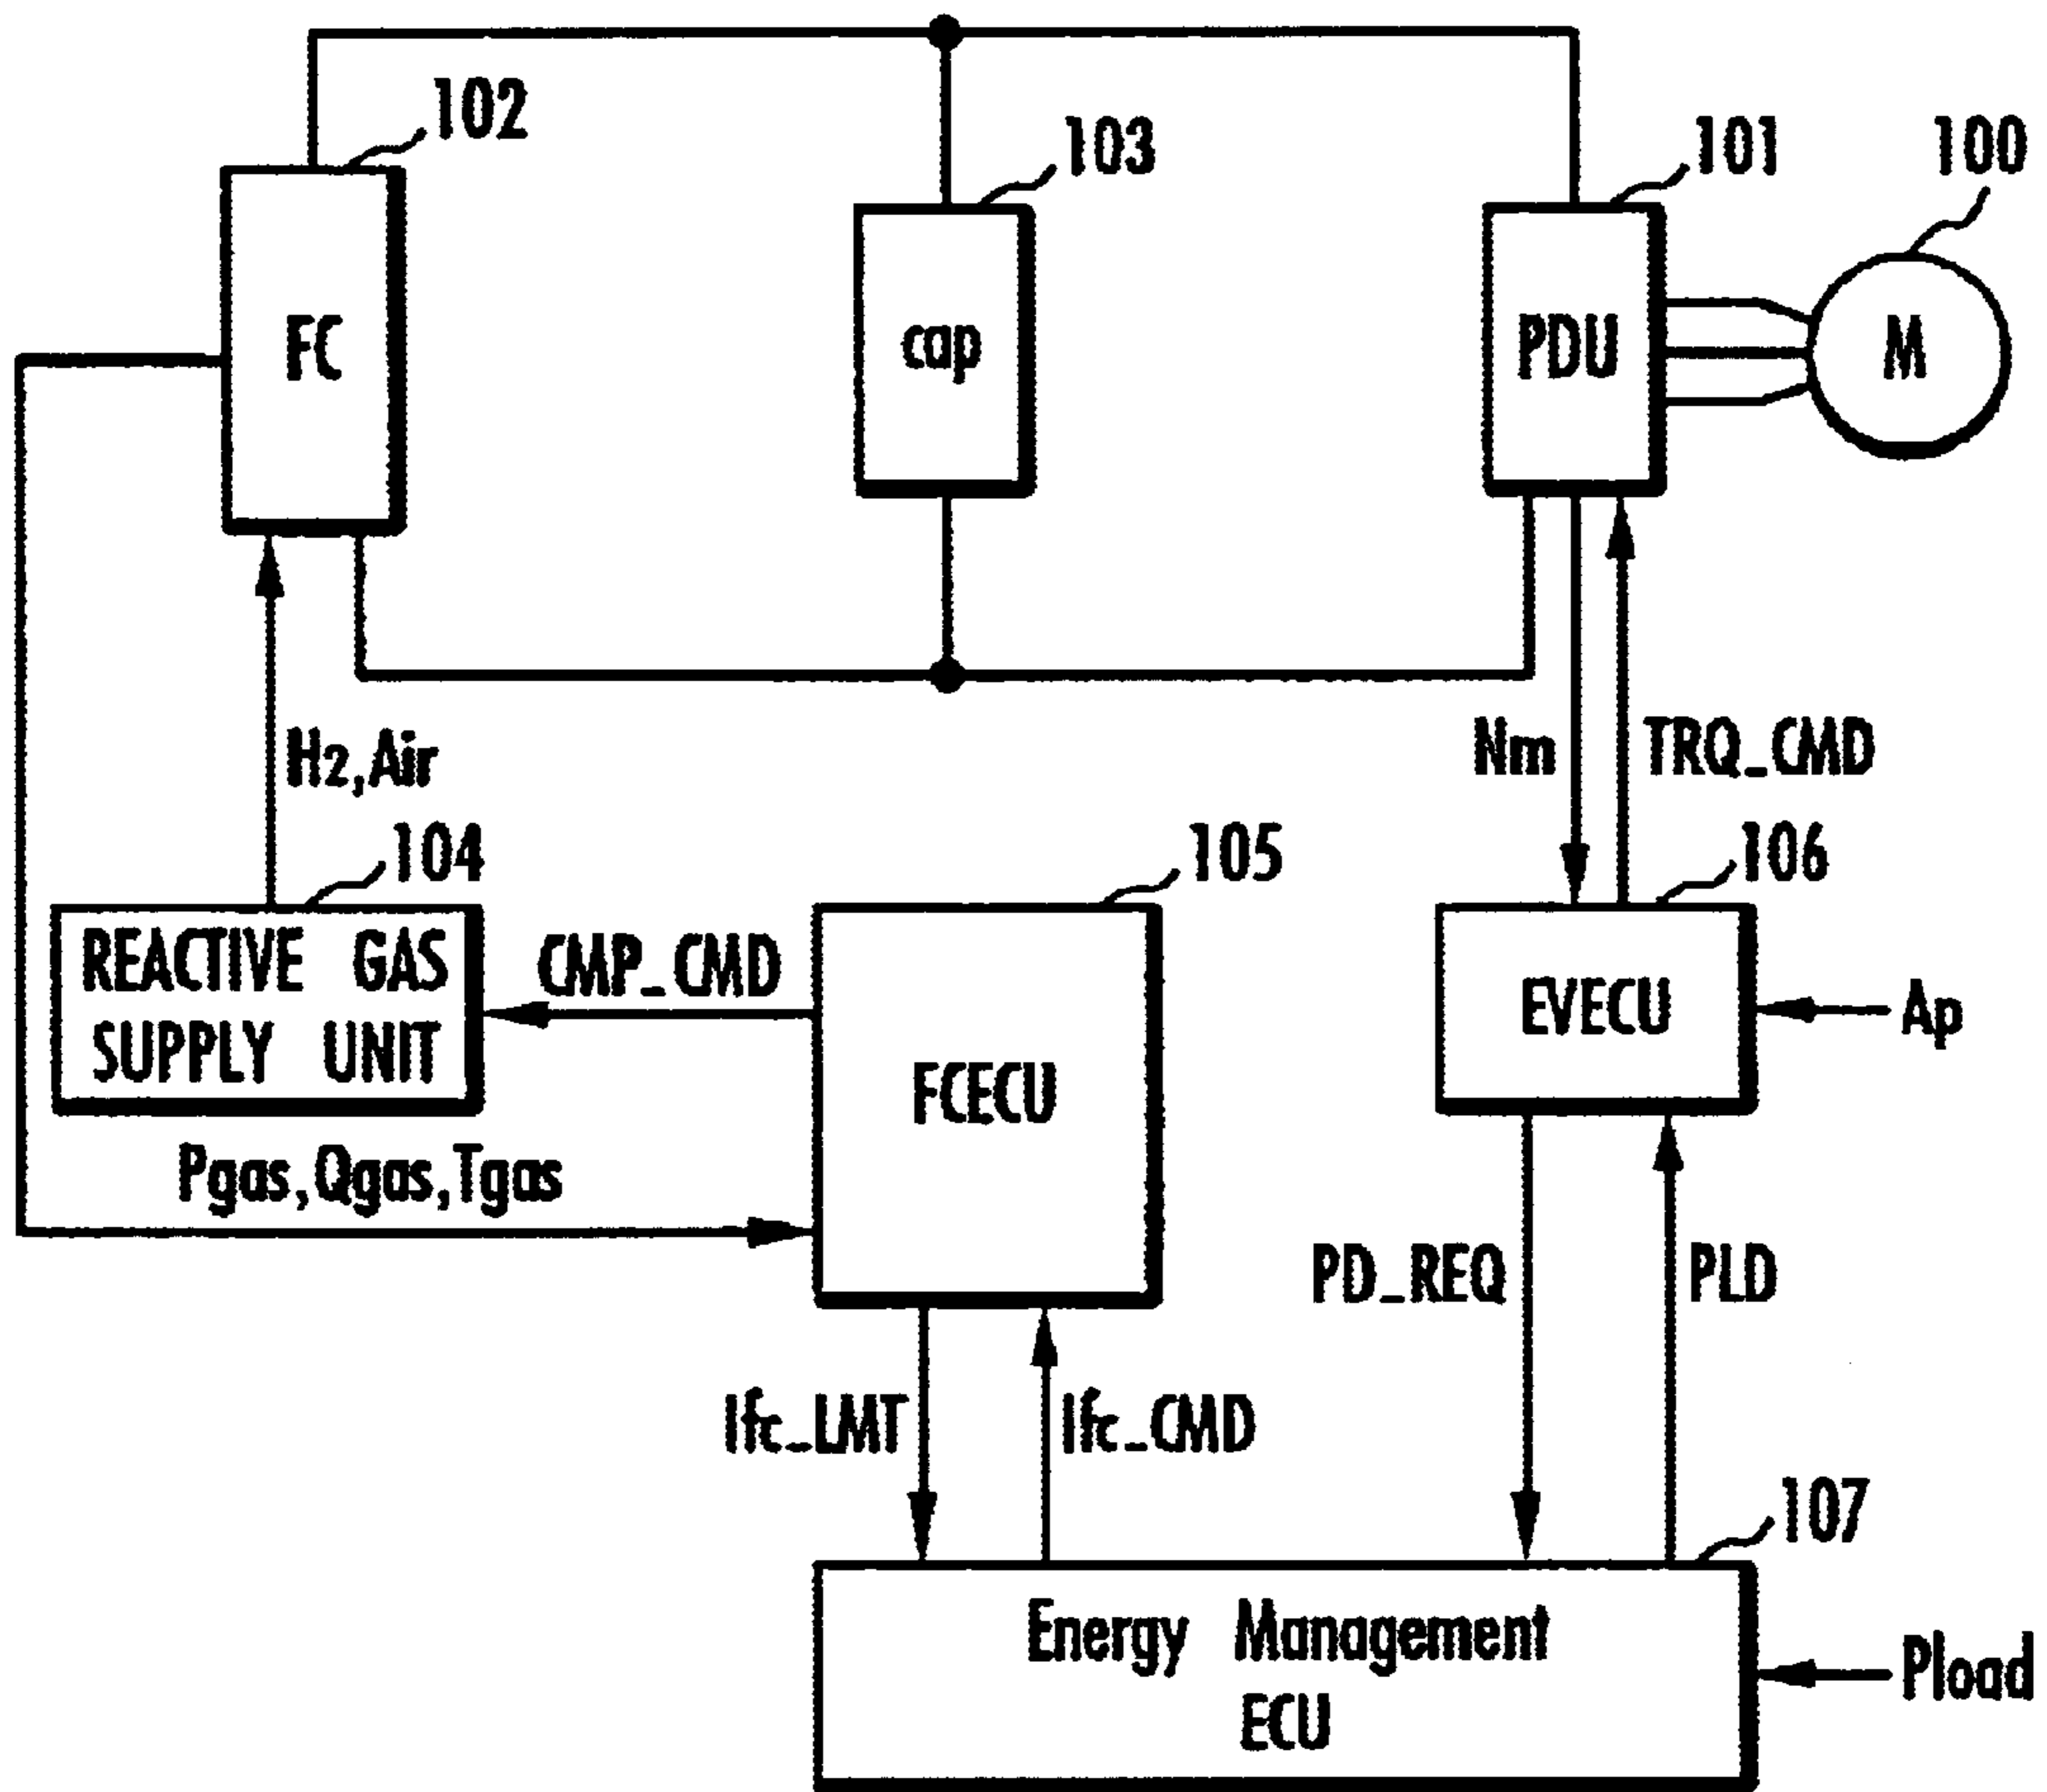 102
103
101
100
FC
cap
PDU
M
H2,Air
Nm
TRQ_CMD
104
105
106
REACTIVE GAS
SUPPLY UNIT
CMP_CMD
FCECU
EVECU
Ap
Pgas,Qgas,Tgas
PD_REQ
PLD
Ifc_LMT
Ifc_CMD
107
Energy Management
ECU
Pload